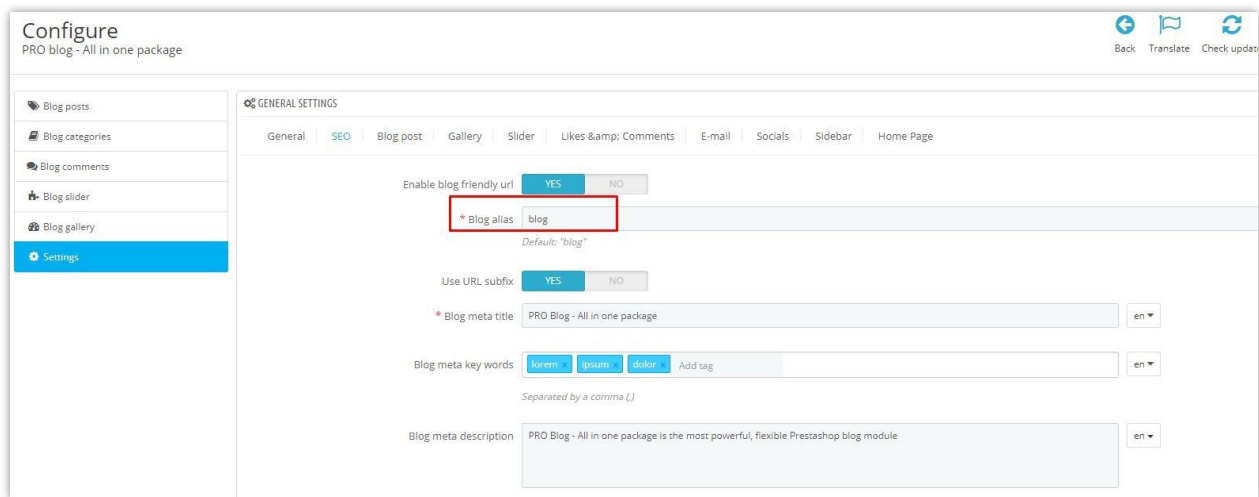 Configure
PRO blog - All in one package
Back Translate Check updat
Blog posts
Blog categories
Blog comments
Blog slider
Blog gallery
Settings
GENERAL SETTINGS
General SEO Blog post Gallery Slider Likes &amp; Comments E-mail Socials Sidebar Home Page
Enable blog friendly url YES NO
* Blog alias blog
Default: "blog"
Use URL subfix YES NO
* Blog meta title PRO Blog - All in one package en
Blog meta key words lorem × ipsum × dolor × Add tag en
Separated by a comma (,)
Blog meta description PRO Blog - All in one package is the most powerful, flexible Prestashop blog module en